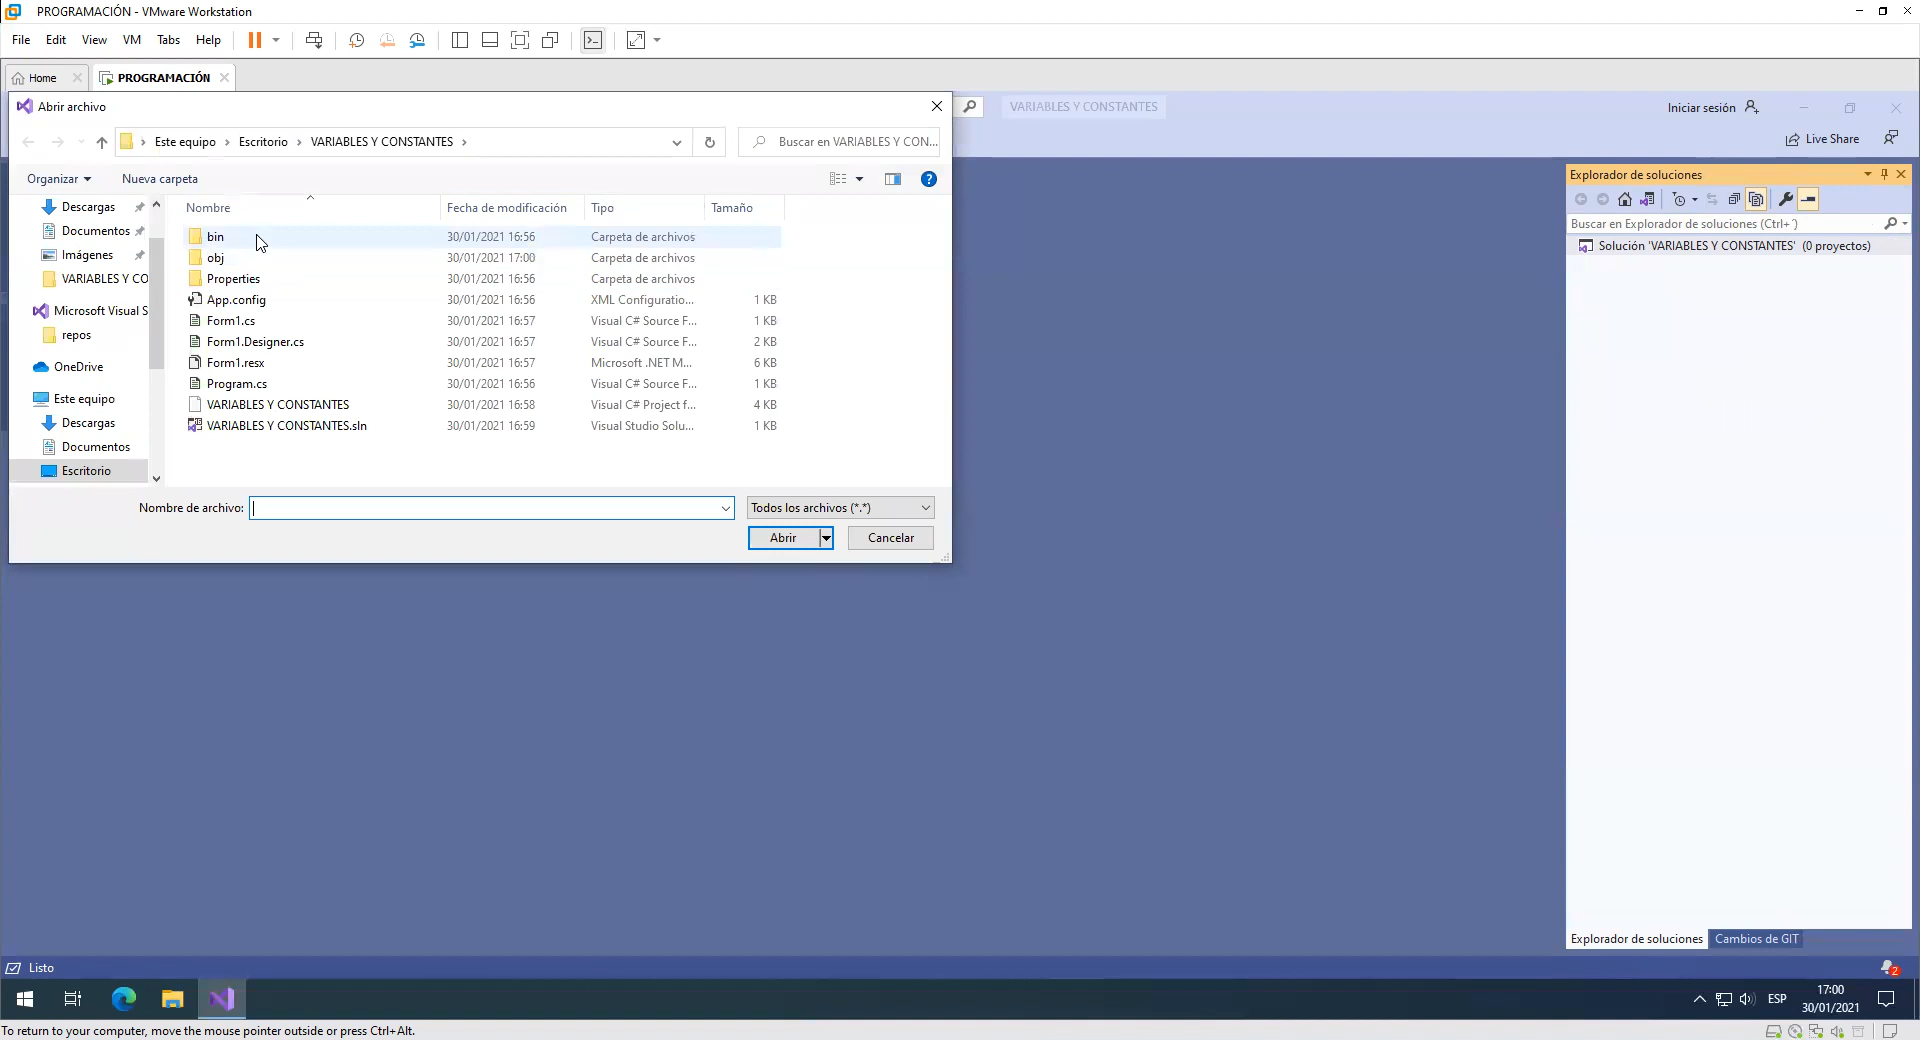 PROGRAMACIÓN - VMware Workstation
File Edit View VM Tabs Help
Home PROGRAMACIÓN
Abrir archivo
VARIABLES Y CONSTANTES
Iniciar sesión
Este equipo > Escritorio > VARIABLES Y CONSTANTES >
Buscar en VARIABLES Y CON...
Live Share
Organizar
Nueva carpeta
Explorador de soluciones
Buscar en Explorador de soluciones (Ctrl+´)
Solución 'VARIABLES Y CONSTANTES' (0 proyectos)
Descargas
Documentos
Imágenes
VARIABLES Y CO
Microsoft Visual S
repos
OneDrive
Este equipo
Descargas
Documentos
Escritorio
Nombre Fecha de modificación Tipo Tamaño
bin 30/01/2021 16:56 Carpeta de archivos
obj 30/01/2021 17:00 Carpeta de archivos
Properties 30/01/2021 16:56 Carpeta de archivos
App.config 30/01/2021 16:56 XML Configuratio... 1 KB
Form1.cs 30/01/2021 16:57 Visual C# Source F... 1 KB
Form1.Designer.cs 30/01/2021 16:57 Visual C# Source F... 2 KB
Form1.resx 30/01/2021 16:57 Microsoft .NET M... 6 KB
Program.cs 30/01/2021 16:56 Visual C# Source F... 1 KB
VARIABLES Y CONSTANTES 30/01/2021 16:58 Visual C# Project f... 4 KB
VARIABLES Y CONSTANTES.sln 30/01/2021 16:59 Visual Studio Solu... 1 KB
Nombre de archivo:
Todos los archivos (*.*)
Abrir
Cancelar
Explorador de soluciones Cambios de GIT
Listo
2
ESP
17:00
30/01/2021
To return to your computer, move the mouse pointer outside or press Ctrl+Alt.